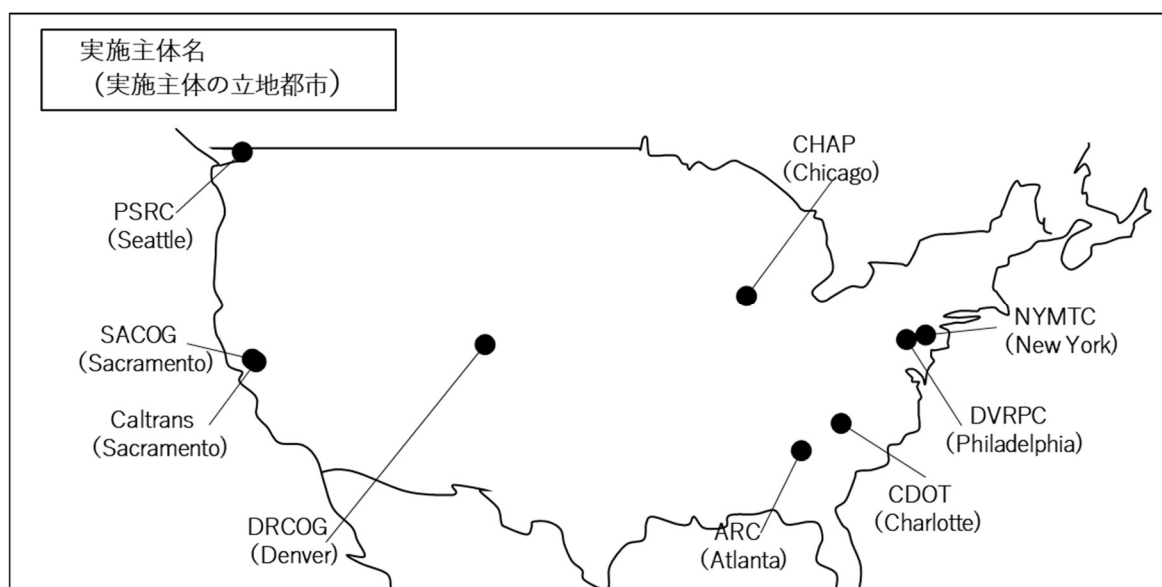 実施主体名
（実施主体の立地都市）
CHAP
(Chicago)
PSRC
(Seattle)
SACOG
(Sacramento)
Caltrans
(Sacramento)
NYMTC
(New York)
DVRPC
(Philadelphia)
CDOT
(Charlotte)
DRCOG
(Denver)
ARC
(Atlanta)